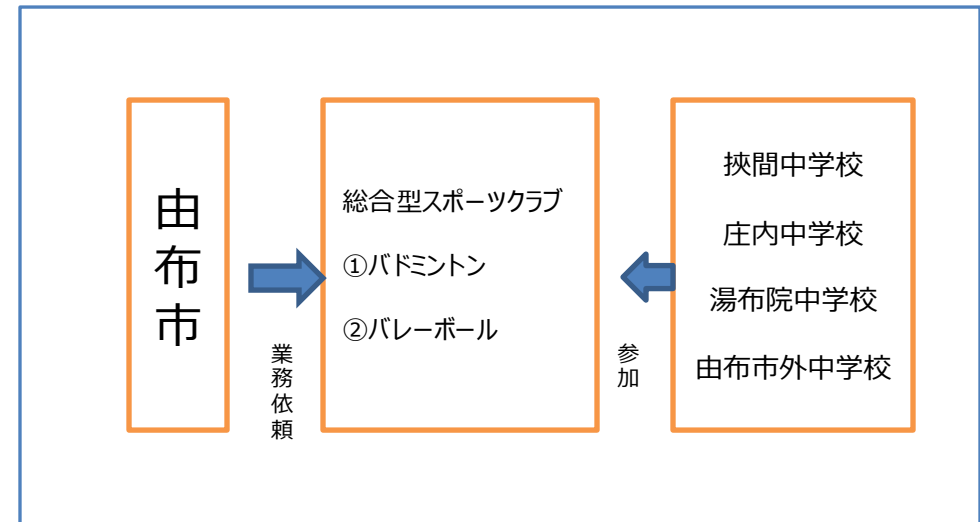 由布市
業務依頼
総合型スポーツクラブ
①バドミントン
②バレーボール
参加
挾間中学校
庄内中学校
湯布院中学校
由布市外中学校